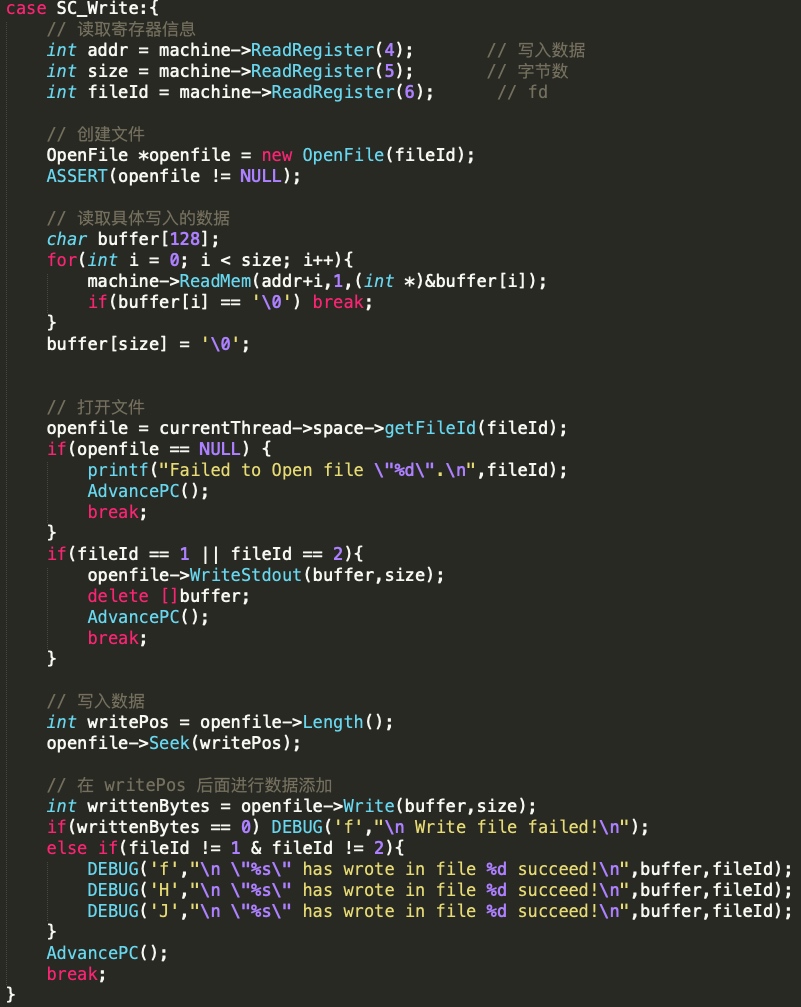 case SC_Write:{
    // 读取寄存器信息
    int addr = machine->ReadRegister(4);       // 写入数据
    int size = machine->ReadRegister(5);       // 字节数
    int fileId = machine->ReadRegister(6);      // fd

    // 创建文件
    OpenFile *openfile = new OpenFile(fileId);
    ASSERT(openfile != NULL);

    // 读取具体写入的数据
    char buffer[128];
    for(int i = 0; i < size; i++){
        machine->ReadMem(addr+i,1,(int *)&buffer[i]);
        if(buffer[i] == '\0') break;
    }
    buffer[size] = '\0';


    // 打开文件
    openfile = currentThread->space->getFileId(fileId);
    if(openfile == NULL) {
        printf("Failed to Open file \"%d\".\n",fileId);
        AdvancePC();
        break;
    }
    if(fileId == 1 || fileId == 2){
        openfile->WriteStdout(buffer,size);
        delete []buffer;
        AdvancePC();
        break;
    }

    // 写入数据
    int writePos = openfile->Length();
    openfile->Seek(writePos);

    // 在 writePos 后面进行数据添加
    int writtenBytes = openfile->Write(buffer,size);
    if(writtenBytes == 0) DEBUG('f',"\n Write file failed!\n");
    else if(fileId != 1 & fileId != 2){
        DEBUG('f',"\n \"%s\" has wrote in file %d succeed!\n",buffer,fileId);
        DEBUG('H',"\n \"%s\" has wrote in file %d succeed!\n",buffer,fileId);
        DEBUG('J',"\n \"%s\" has wrote in file %d succeed!\n",buffer,fileId);
    }
    AdvancePC();
    break;
}